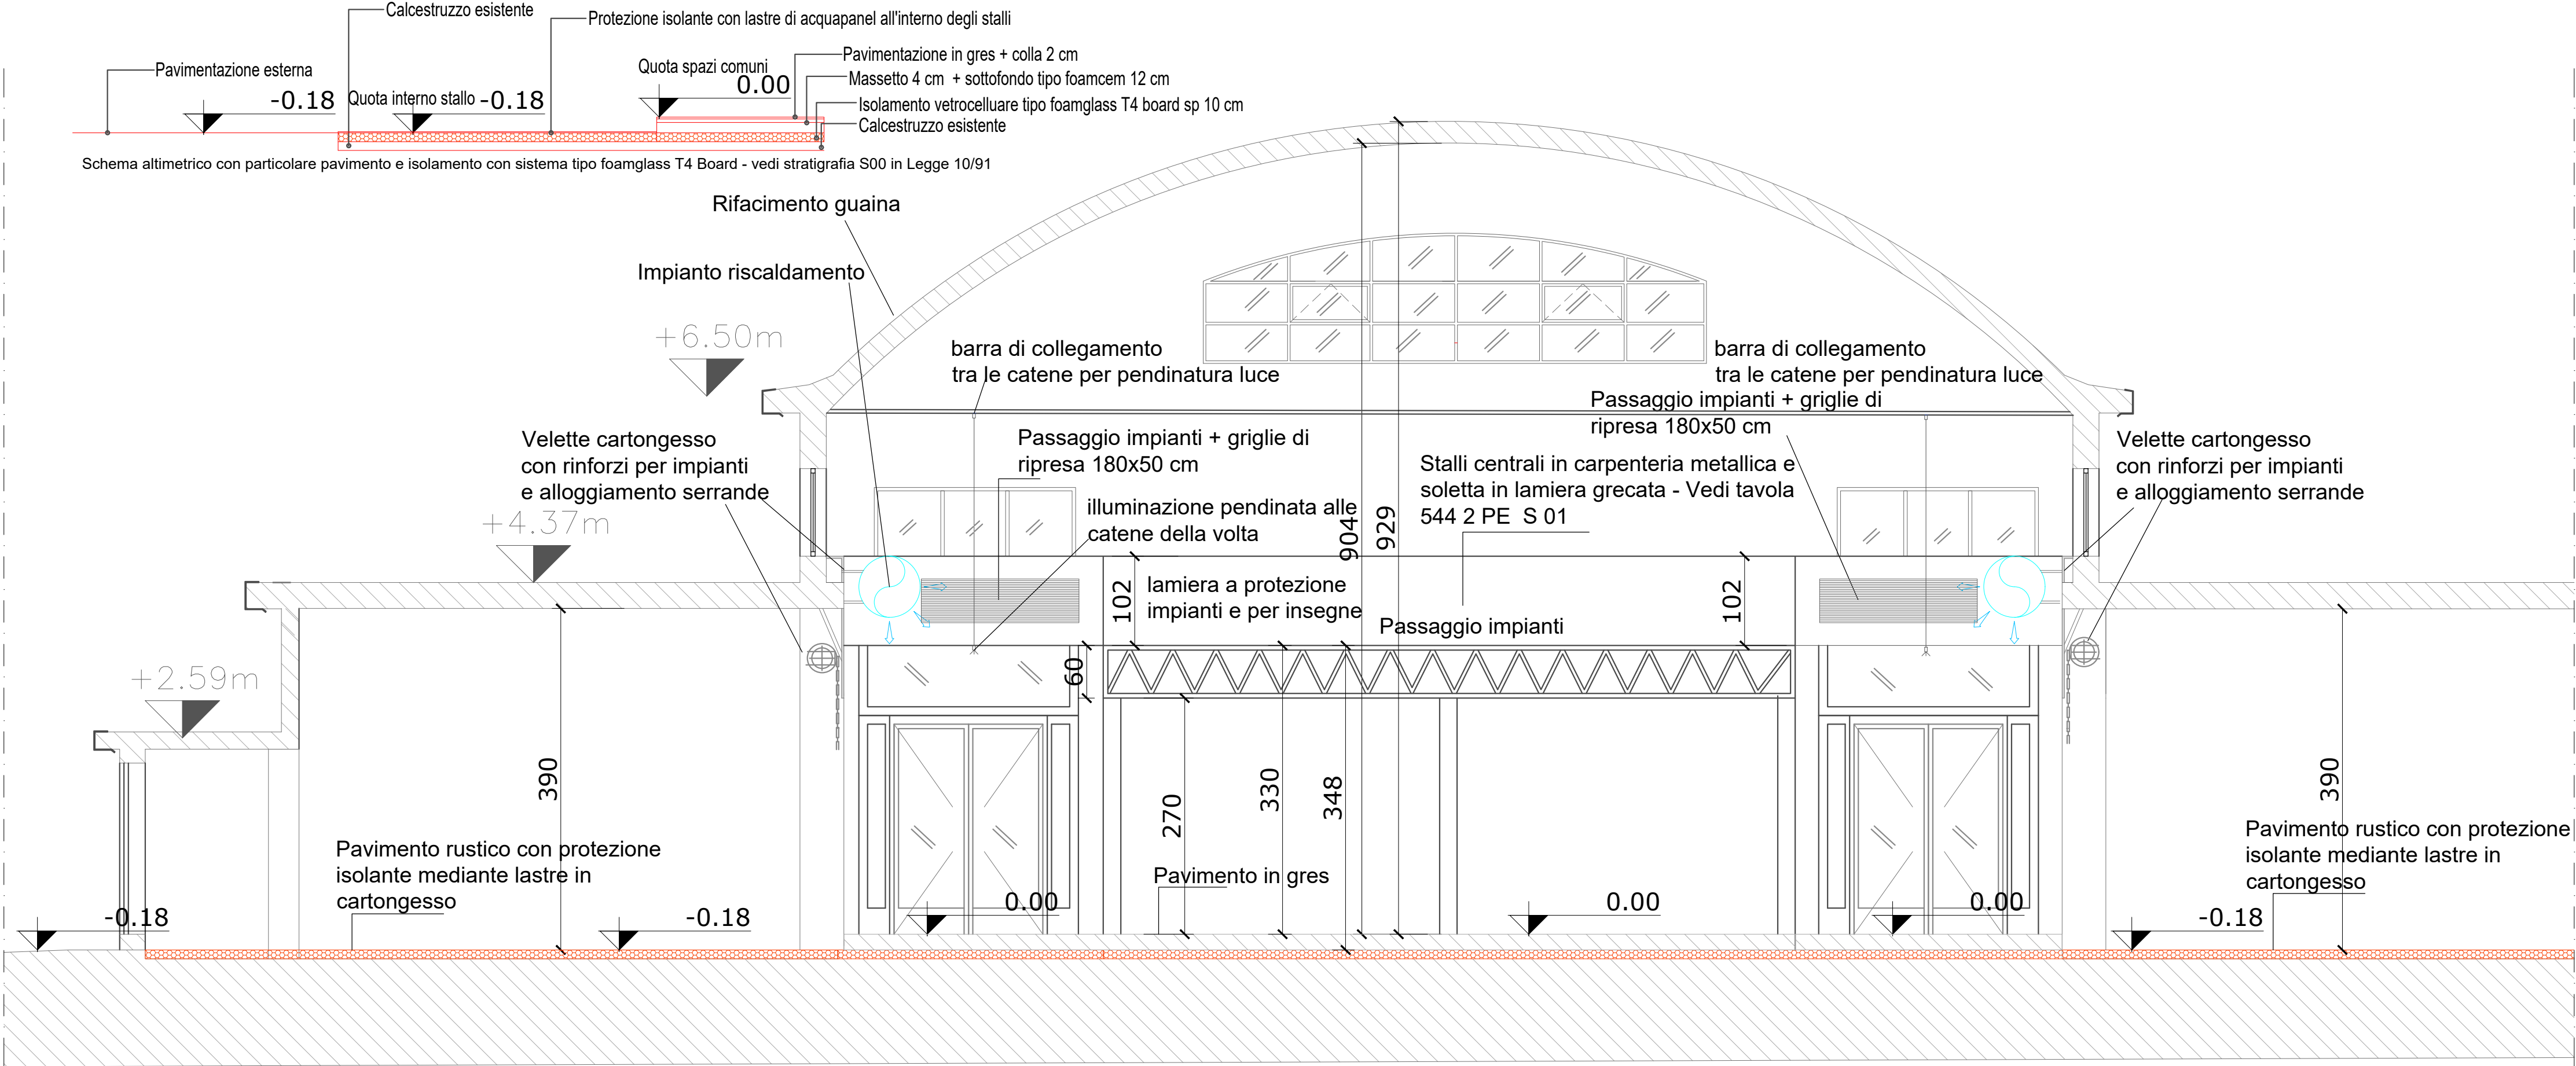 Calcestruzzo esistente
Protezione isolante con lastre di acquapanel all'interno degli stalli
Pavimentazione esterna
Quota spazi comuni
0.00
Pavimentazione in gres + colla 2 cm
Massetto 4 cm + sottofondo tipo foamcem 12 cm
-0.18
Quota interno stallo
-0.18
Isolamento vetrocelluare tipo foamglass T4 board sp 10 cm
Calcestruzzo esistente
Schema altimetrico con particolare pavimento e isolamento con sistema tipo foamglass T4 Board - vedi stratigrafia S00 in Legge 10/91
Rifacimento guaina
Impianto riscaldamento
+6.50m
barra di collegamento
tra le catene per pendinatura luce
barra di collegamento
tra le catene per pendinatura luce
Passaggio impianti + griglie di
ripresa 180x50 cm
Velette cartongesso
con rinforzi per impianti
e alloggiamento serrande
Passaggio impianti + griglie di
ripresa 180x50 cm
Stalli centrali in carpenteria metallica e
soletta in lamiera grecata - Vedi tavola
544 2 PE S 01
Velette cartongesso
con rinforzi per impianti
e alloggiamento serrande
+4.37m
illuminazione pendinata alle
catene della volta
904
929
102
lamiera a protezione
impianti e per insegne
Passaggio impianti
102
+2.59m
60
390
270
330
348
390
Pavimento rustico con protezione
isolante mediante lastre in
cartongesso
Pavimento in gres
Pavimento rustico con protezione
isolante mediante lastre in
cartongesso
-0.18
-0.18
0.00
0.00
0.00
-0.18